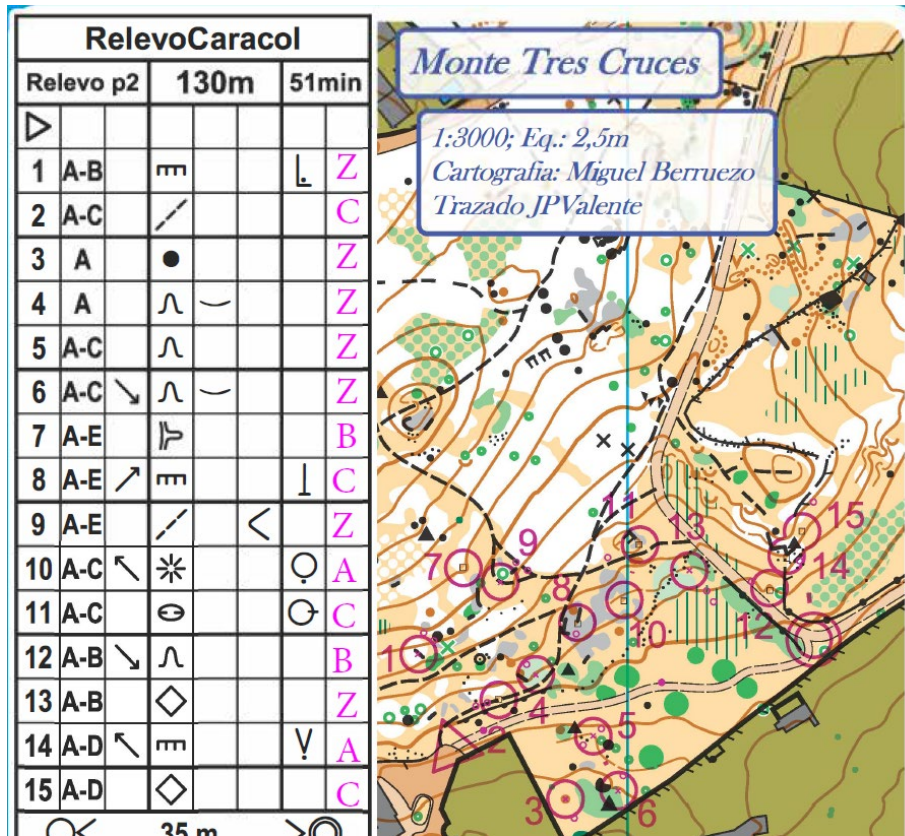 RelevoCaracol
Relevo p2 130m 51min
1 A-B Z
2 A-C C
3 A Z
4 A Z
5 A-C Z
6 A-C Z
7 A-E B
8 A-E C
9 A-E Z
10 A-C A
11 A-C C
12 A-B B
13 A-B Z
14 A-D A
15 A-D C
35 m
Monte Tres Cruces
1:3000; Eq.: 2,5m
Cartografia: Miguel Berruezo
Trazado JPValente
11
13
15
7
9
14
8
10
12
1
4
2
5
3
6